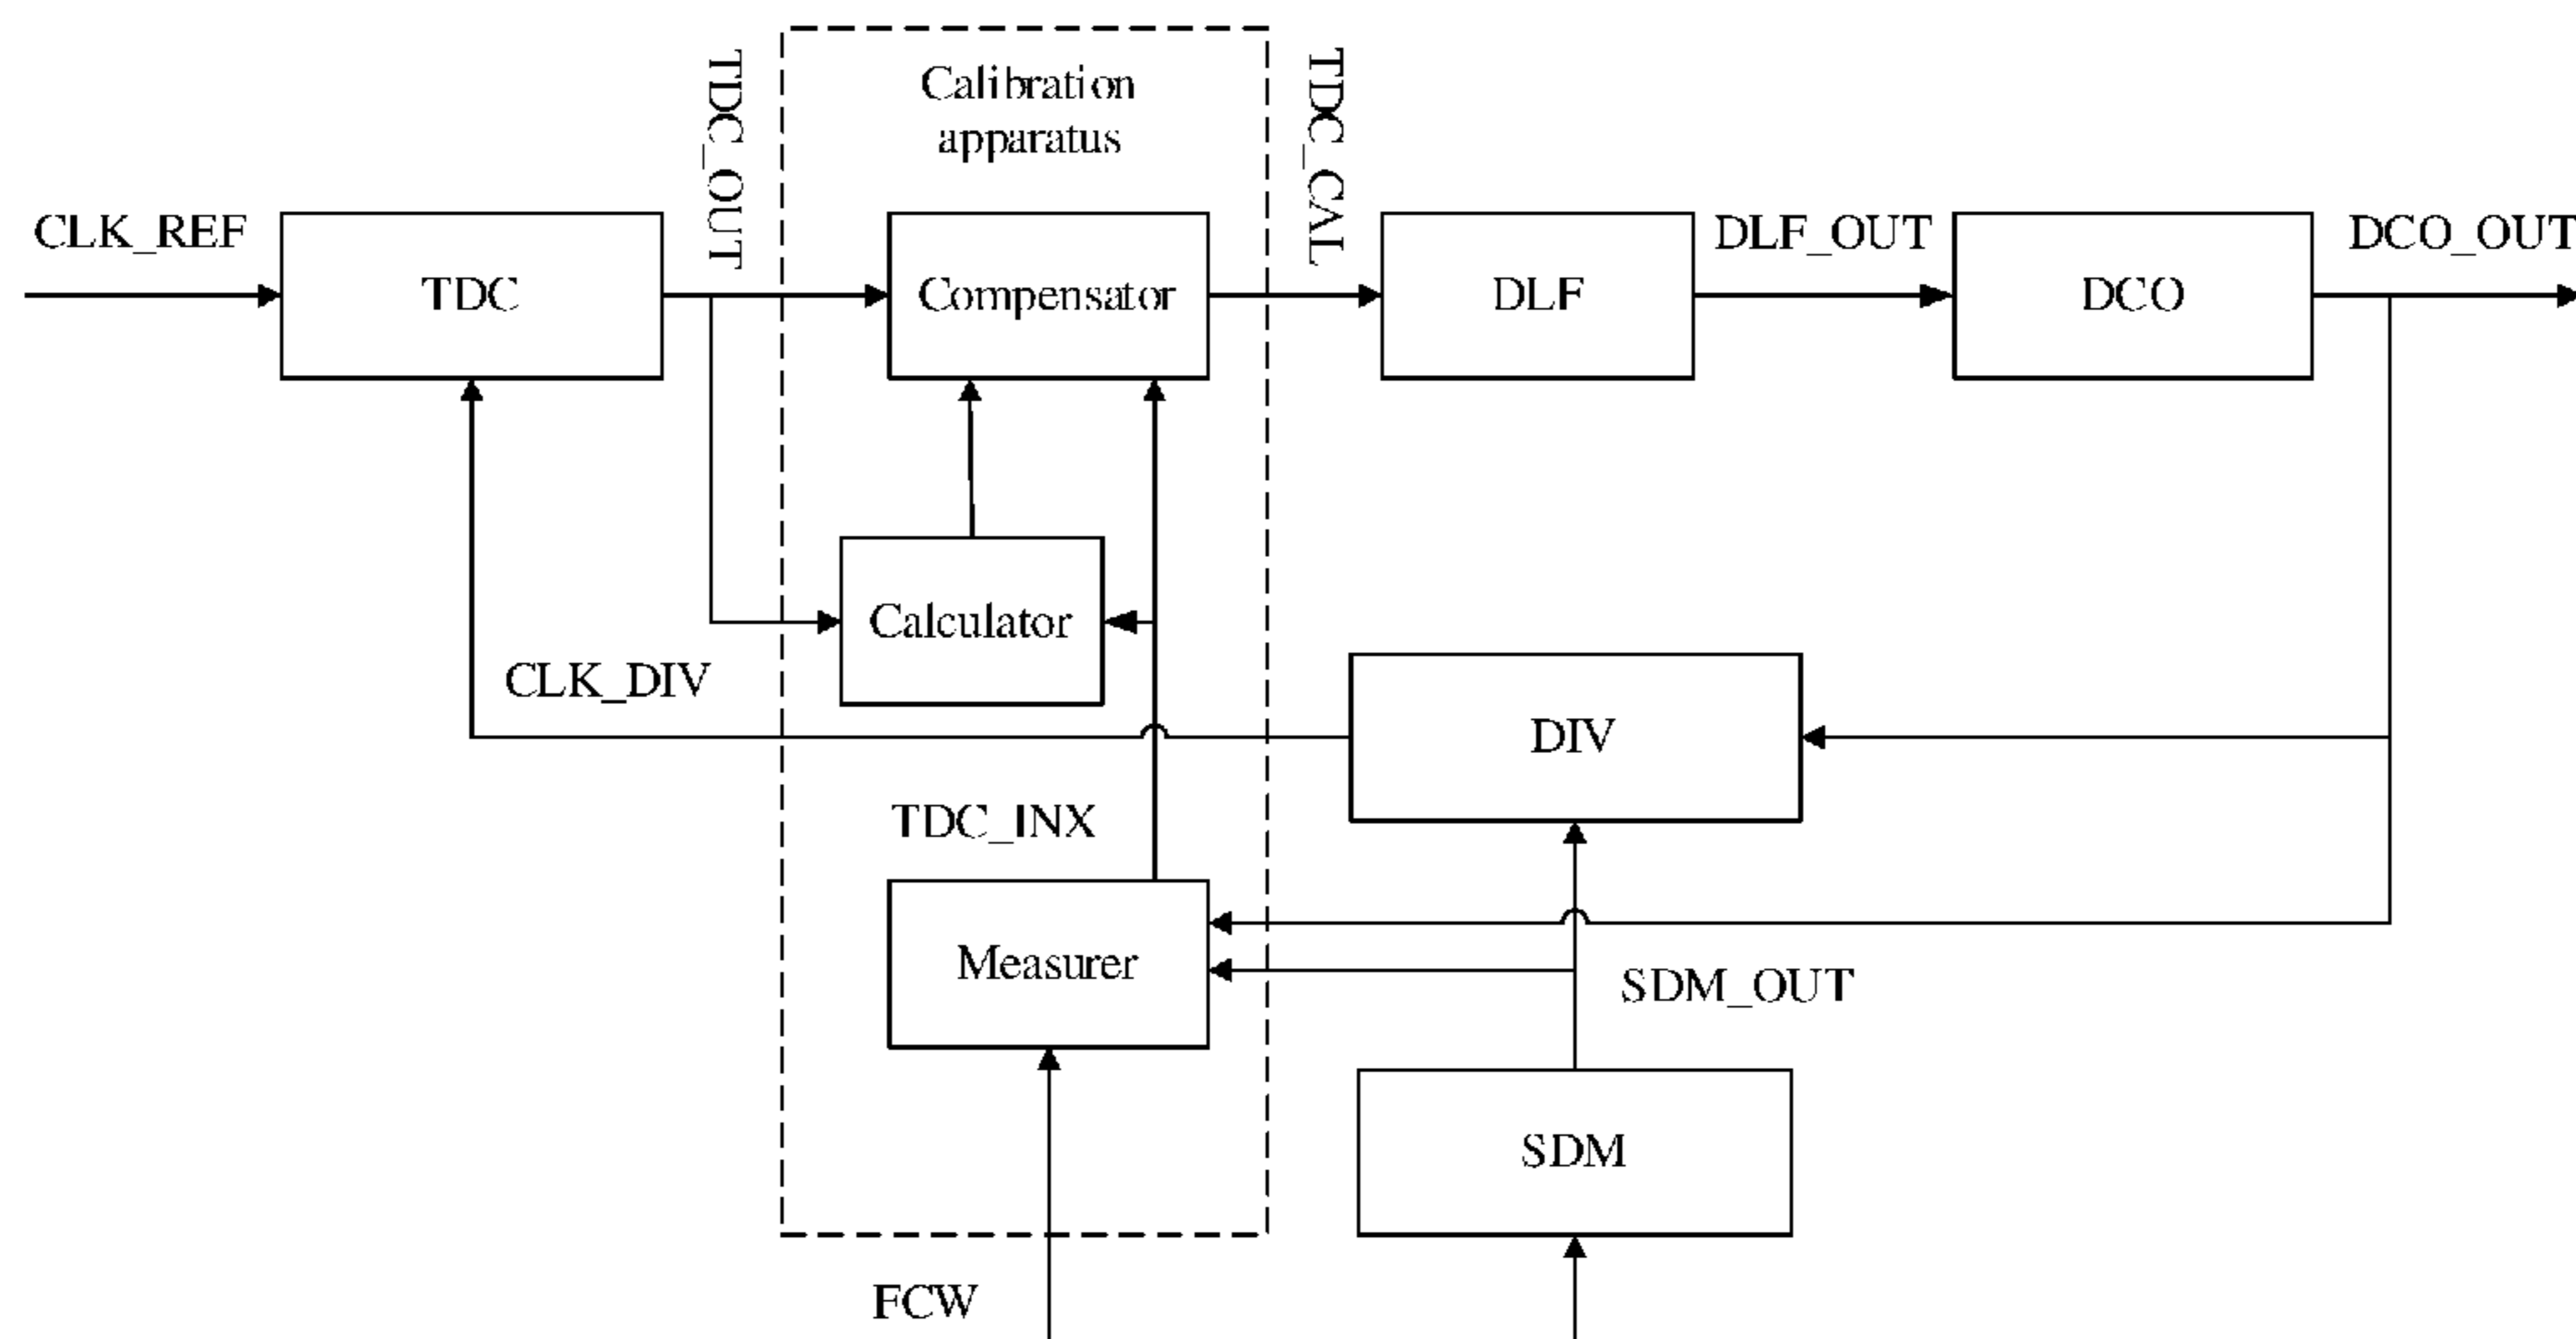 Calibration
apparatus
TDC_OUT
TDC_CAL
CLK_REF
TDC
Compensator
DLF
DLF_OUT
DCO
DCO_OUT
Calculator
CLK_DIV
DIV
TDC_INX
Measurer
SDM_OUT
SDM
FCW